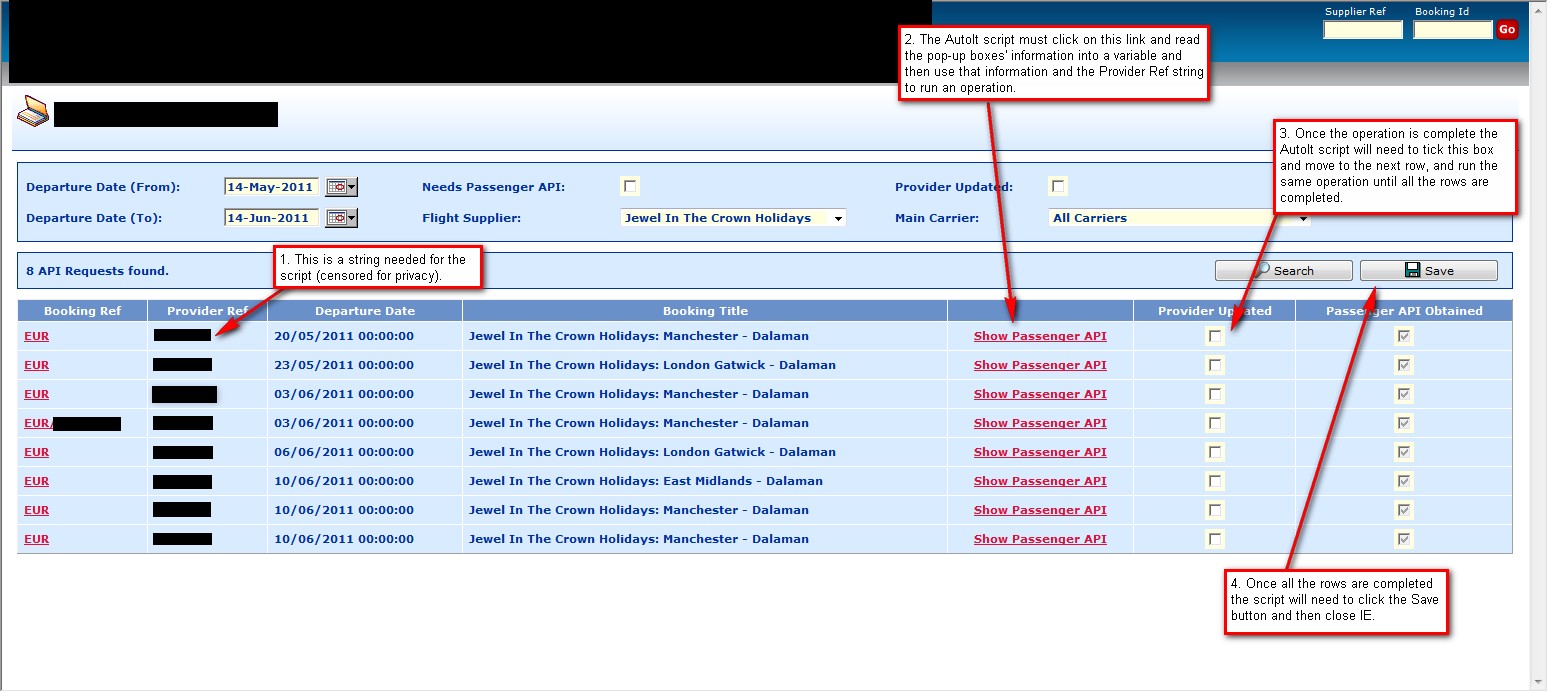 Supplier Ref Booking Id
Go
2. The AutoIt script must click on this link and read
the pop-up boxes' information into a variable and
then use that information and the Provider Ref string
to run an operation.
3. Once the operation is complete the
AutoIt script will need to tick this box
and move to the next row, and run the
same operation until all the rows are
completed.
Departure Date (From): 14-May-2011 Needs Passenger API: Provider Updated:
Departure Date (To): 14-Jun-2011 Flight Supplier: Jewel In The Crown Holidays Main Carrier: All Carriers
1. This is a string needed for the
script (censored for privacy).
8 API Requests found. Search Save
Booking Ref Provider Ref Departure Date Booking Title Provider Updated Passenger API Obtained
EUR 20/05/2011 00:00:00 Jewel In The Crown Holidays: Manchester - Dalaman Show Passenger API
EUR 23/05/2011 00:00:00 Jewel In The Crown Holidays: London Gatwick - Dalaman Show Passenger API
EUR 03/06/2011 00:00:00 Jewel In The Crown Holidays: Manchester - Dalaman Show Passenger API
EUR/ 03/06/2011 00:00:00 Jewel In The Crown Holidays: Manchester - Dalaman Show Passenger API
EUR 06/06/2011 00:00:00 Jewel In The Crown Holidays: London Gatwick - Dalaman Show Passenger API
EUR 10/06/2011 00:00:00 Jewel In The Crown Holidays: East Midlands - Dalaman Show Passenger API
EUR 10/06/2011 00:00:00 Jewel In The Crown Holidays: Manchester - Dalaman Show Passenger API
EUR 10/06/2011 00:00:00 Jewel In The Crown Holidays: Manchester - Dalaman Show Passenger API
4. Once all the rows are completed
the script will need to click the Save
button and then close IE.